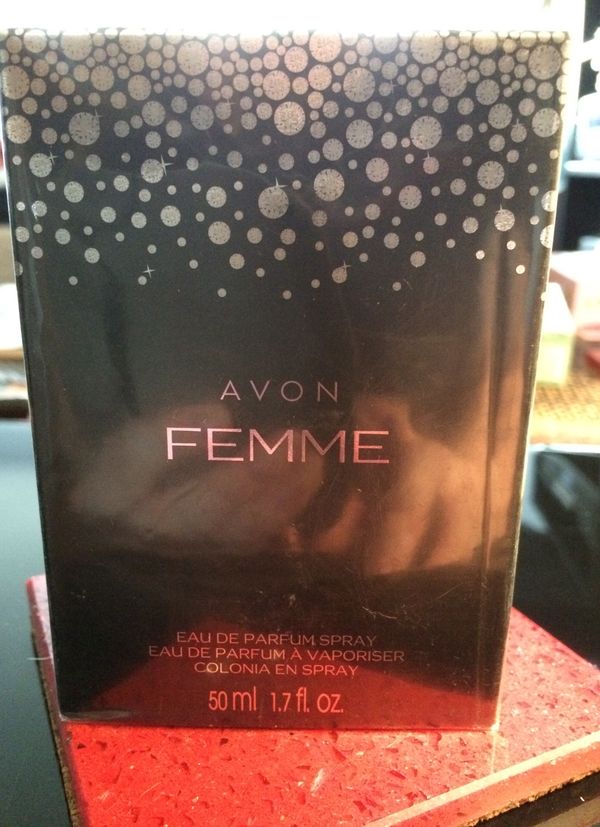 AVON
FEMME
EAU DE PARFUM SPRAY
EAU DE PARFUM À VAPORISER
COLONIA EN SPRAY
50 ml 1.7 fl. oz.